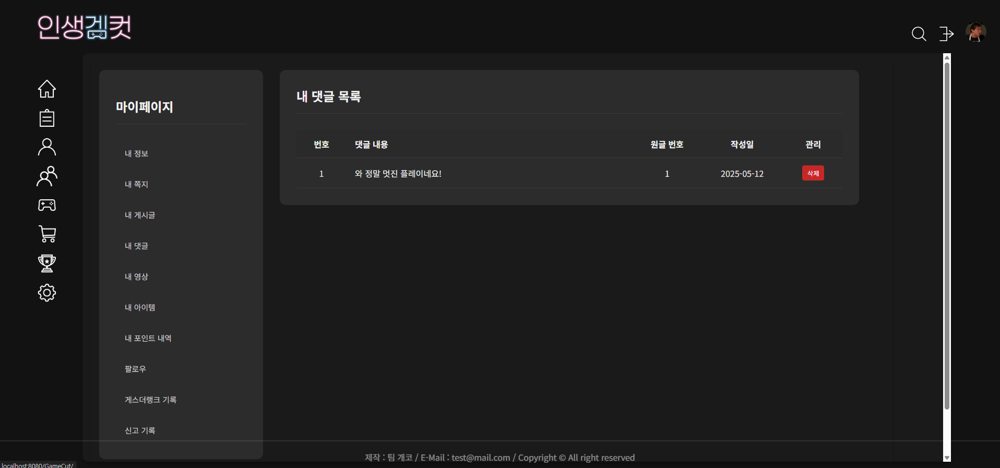 인생겜컷
마이페이지
내 정보
내 쪽지
내 게시글
내 댓글
내 영상
내 아이템
내 포인트 내역
팔로우
게스더랭크 기록
신고 기록
내 댓글 목록
번호 댓글 내용 원글 번호 작성일 관리
1 와 정말 멋진 플레이네요! 1 2025-05-12 삭제
제작 : 팀 개코 / E-Mail : test@mail.com / Copyright © All right reserved
localhost:8080/GameCut/